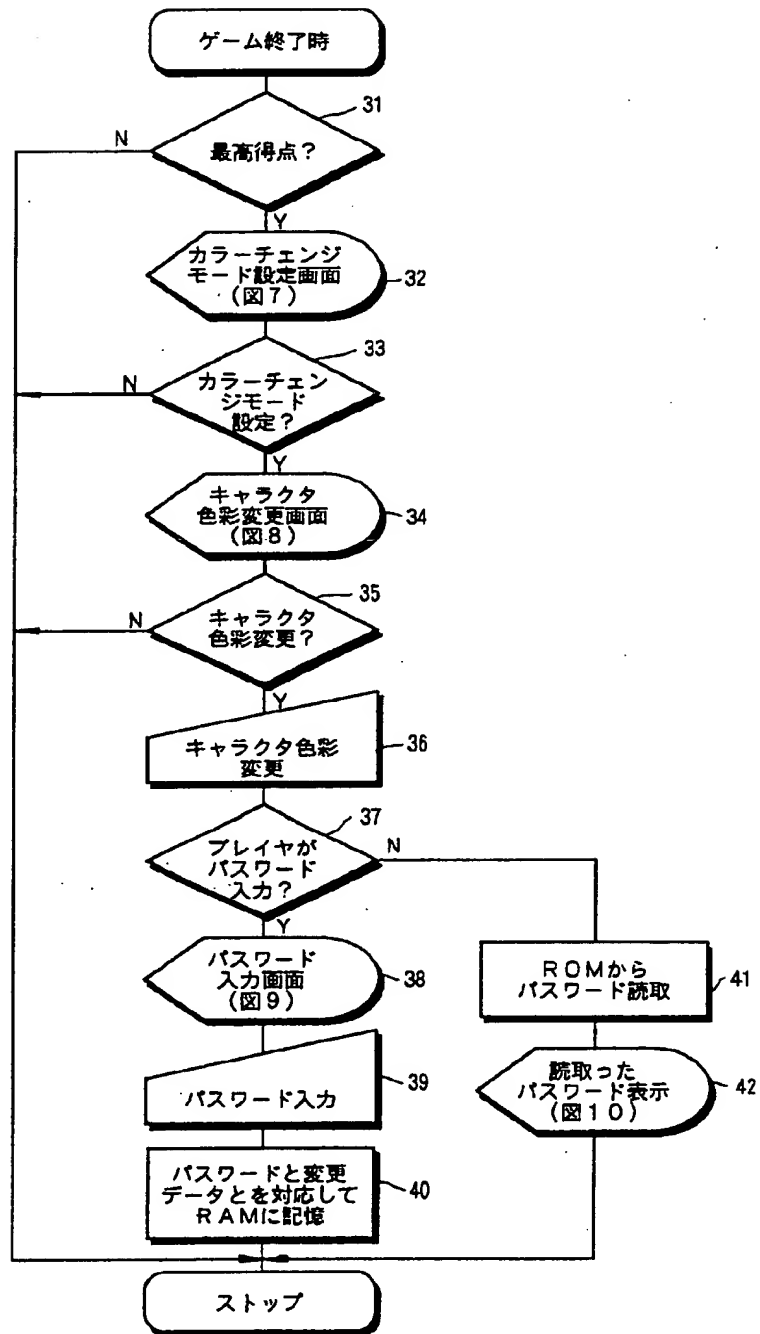 ゲーム終了時
31
最高得点？
N
Y
カラーチェンジ
モード設定画面
（図７）
32
33
カラーチェン
ジモード
設定？
N
Y
キャラクタ
色彩変更画面
（図８）
34
35
キャラクタ
色彩変更？
N
Y
キャラクタ色彩
変更
36
37
プレイヤが
パスワード
入力？
N
Y
パスワード
入力画面
（図９）
38
パスワード入力
39
パスワードと変更
データとを対応して
ＲＡＭに記憶
40
ＲＯＭから
パスワード読取
41
読取った
パスワード表示
（図１０）
42
ストップ